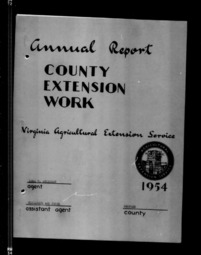 Annual Report
COUNTY
EXTENSION
WORK
Virginia Agricultural Extension Service
1954
agent
assistant agent
county